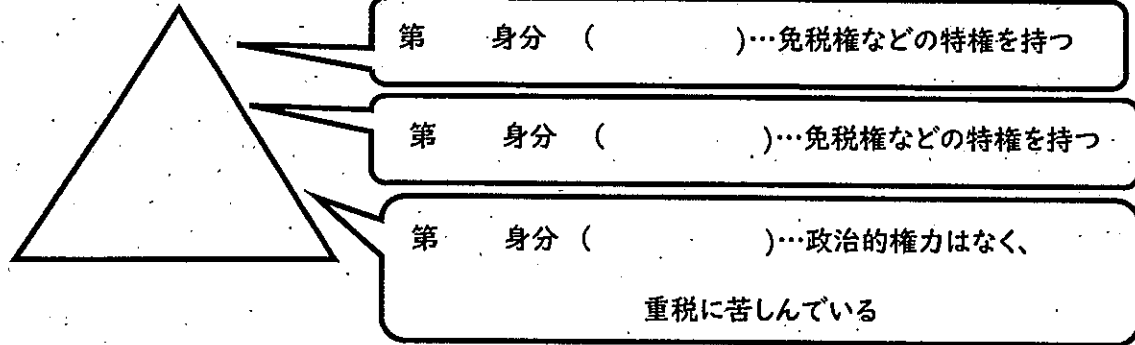 第　　身分　（　　　　　）…免税権などの特権を持つ
第　　身分　（　　　　　）…免税権などの特権を持つ
第　　身分　（　　　　　）…政治的権力はなく、
重税に苦しんでいる